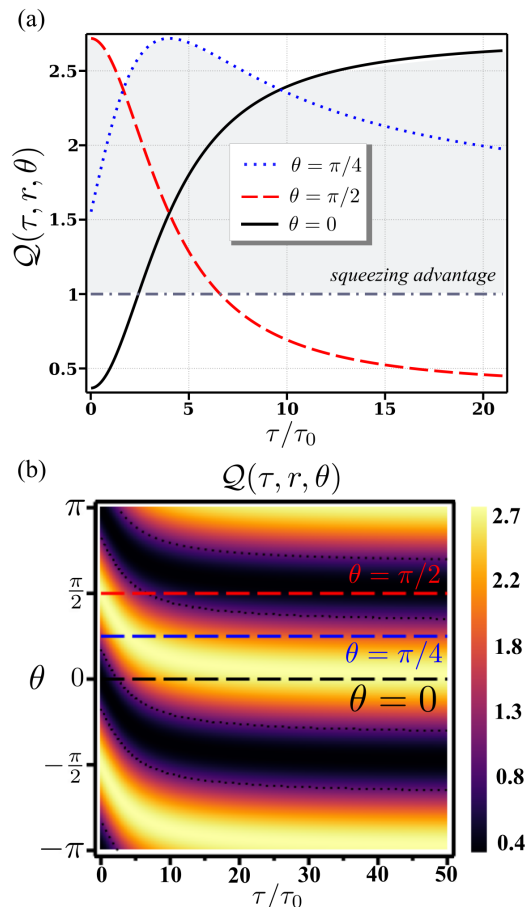 (a)
Q(τ, r, θ)
2.5
2
1.5
1
0.5
θ = π/4
θ = π/2
θ = 0
squeezing advantage
0
5
10
15
20
τ/τ₀
(b)
Q(τ, r, θ)
θ
π
π/2
0
−π/2
−π
θ = π/2
θ = π/4
θ = 0
2.7
2.3
1.8
1.3
0.9
0.4
0
10
20
30
40
50
τ/τ₀